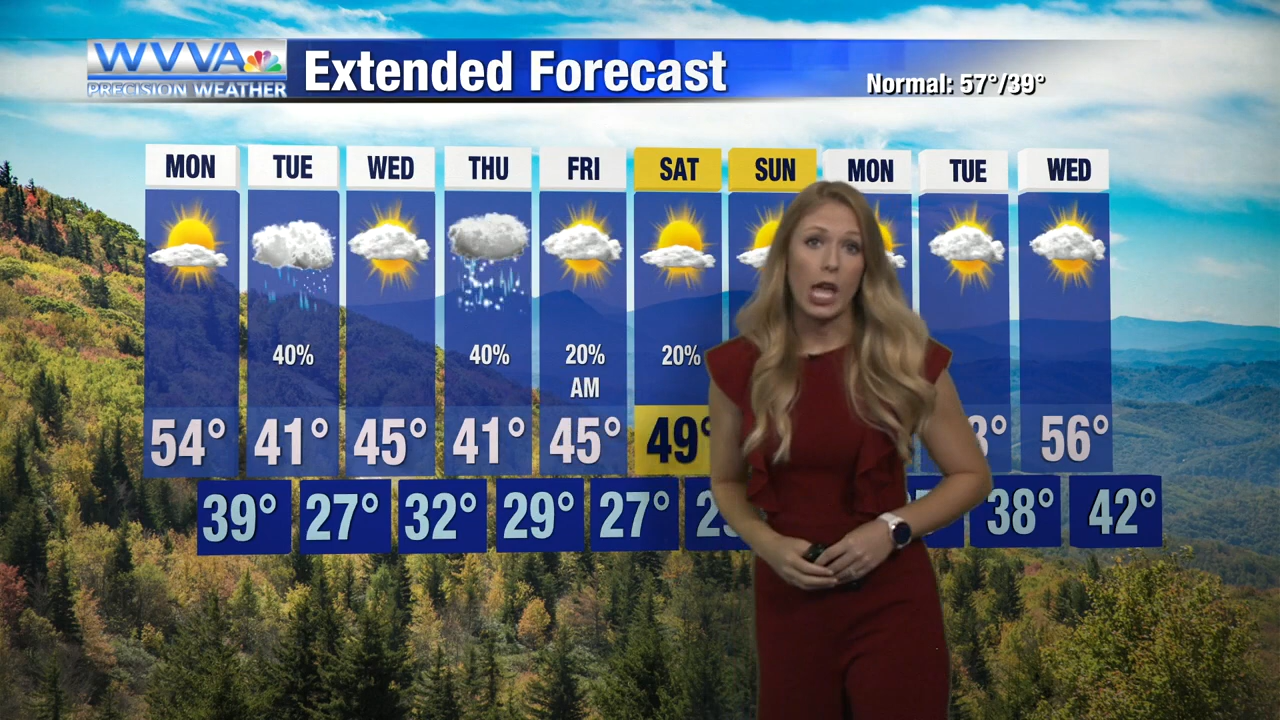 WVVA
PRECISION WEATHER
Extended Forecast
Normal: 57°/39°
MON TUE WED THU FRI SAT SUN MON TUE WED
40% 40% 20% 20%
AM
54° 41° 45° 41° 45° 49° 56°
39° 27° 32° 29° 27° 38° 42°